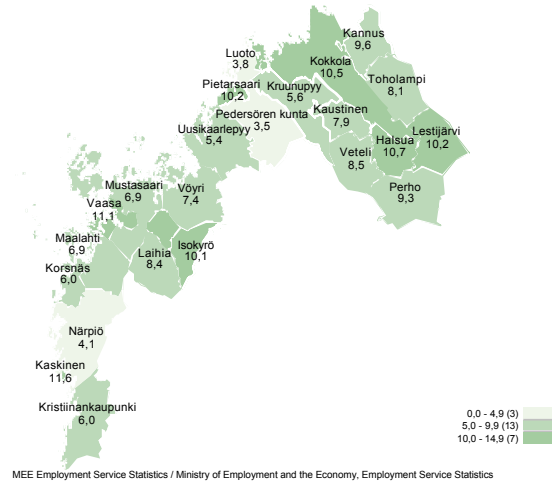 Kannus
9,6
Luoto
3,8
Kokkola
10,5
Toholampi
8,1
Pietarsaari
10,2
Kruunupyy
5,6
Pedersören kunta
3,5
Kaustinen
7,9
Lestijärvi
10,2
Uusikaarlepyy
5,4
Halsua
10,7
Veteli
8,5
Perho
9,3
Mustasaari
6,9
Vöyri
7,4
Vaasa
11,1
Maalahti
6,9
Isokyrö
10,1
Laihia
8,4
Korsnäs
6,0
Närpiö
4,1
Kaskinen
11,6
Kristiinankaupunki
6,0
0,0 - 4,9 (3)
5,0 - 9,9 (13)
10,0 - 14,9 (7)
MEE Employment Service Statistics / Ministry of Employment and the Economy, Employment Service Statistics